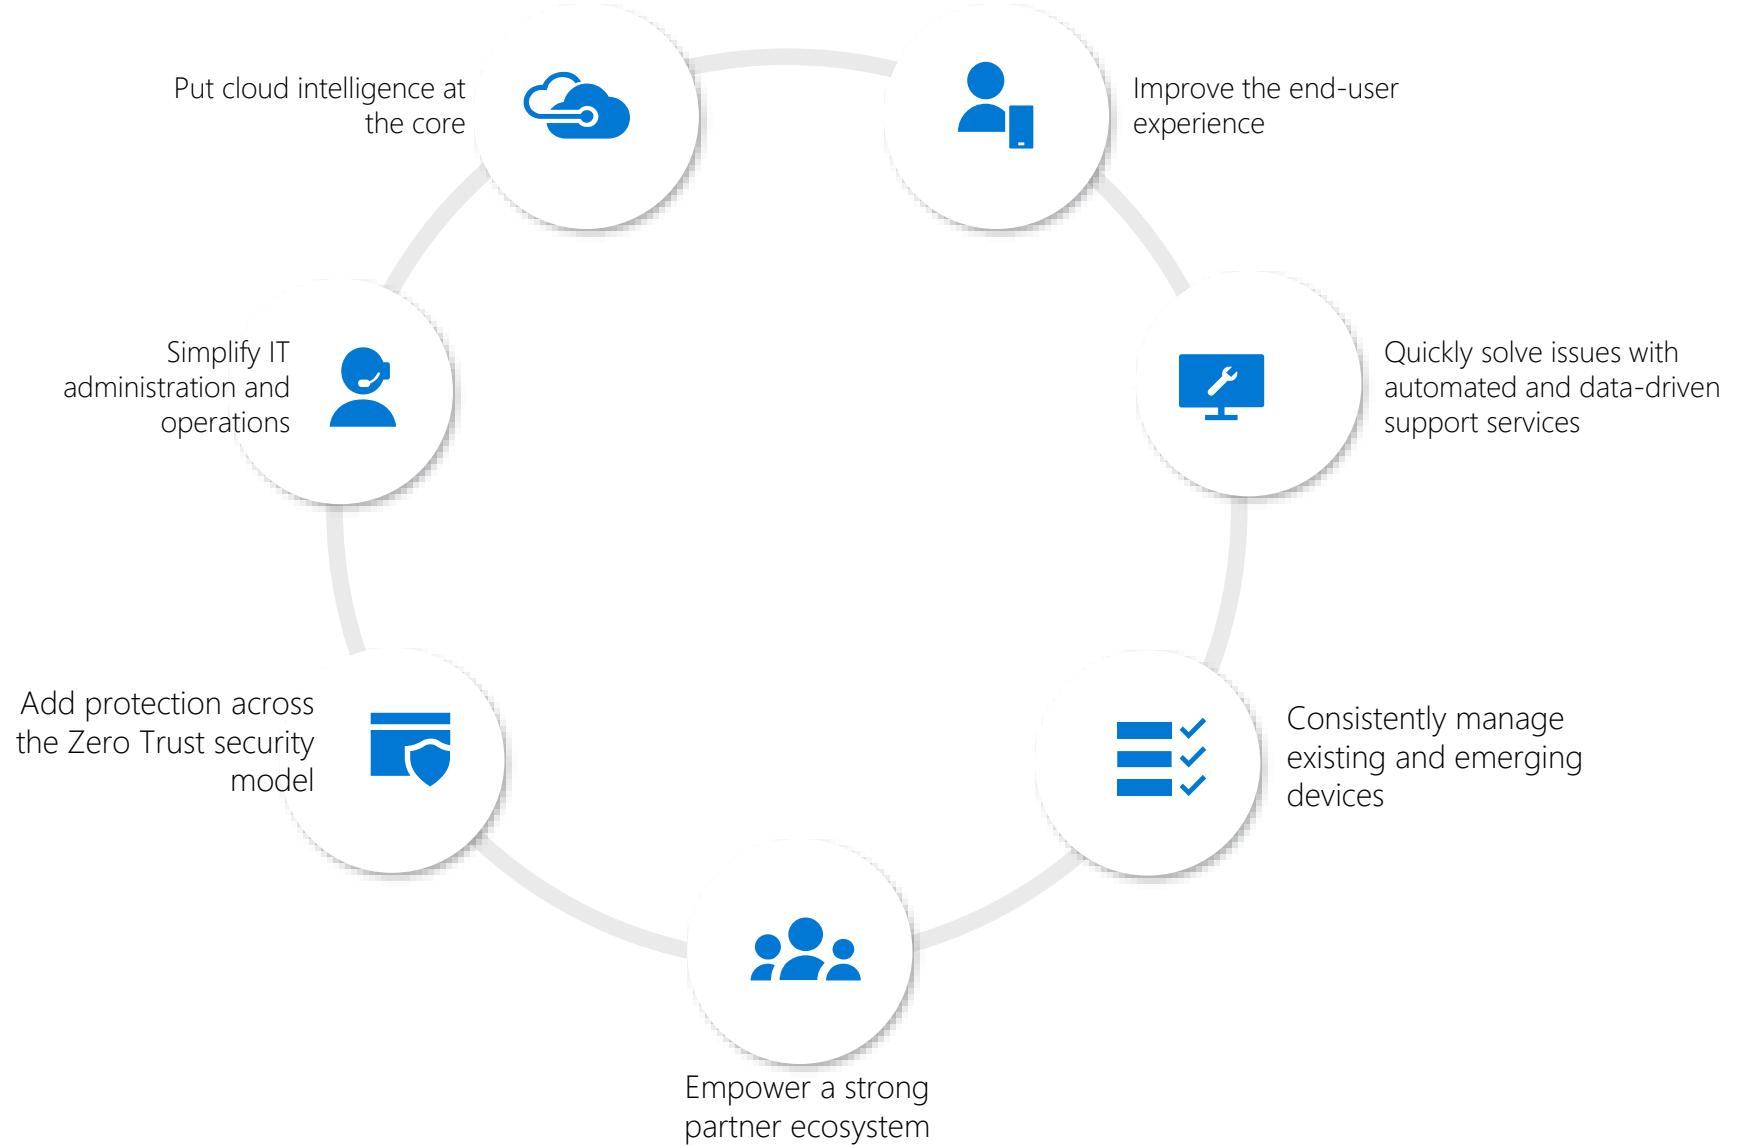 Put cloud intelligence at
the core
Improve the end-user
experience
Simplify IT
administration and
operations
Quickly solve issues with
automated and data-driven
support services
Add protection across
the Zero Trust security
model
Consistently manage
existing and emerging
devices
Empower a strong
partner ecosystem